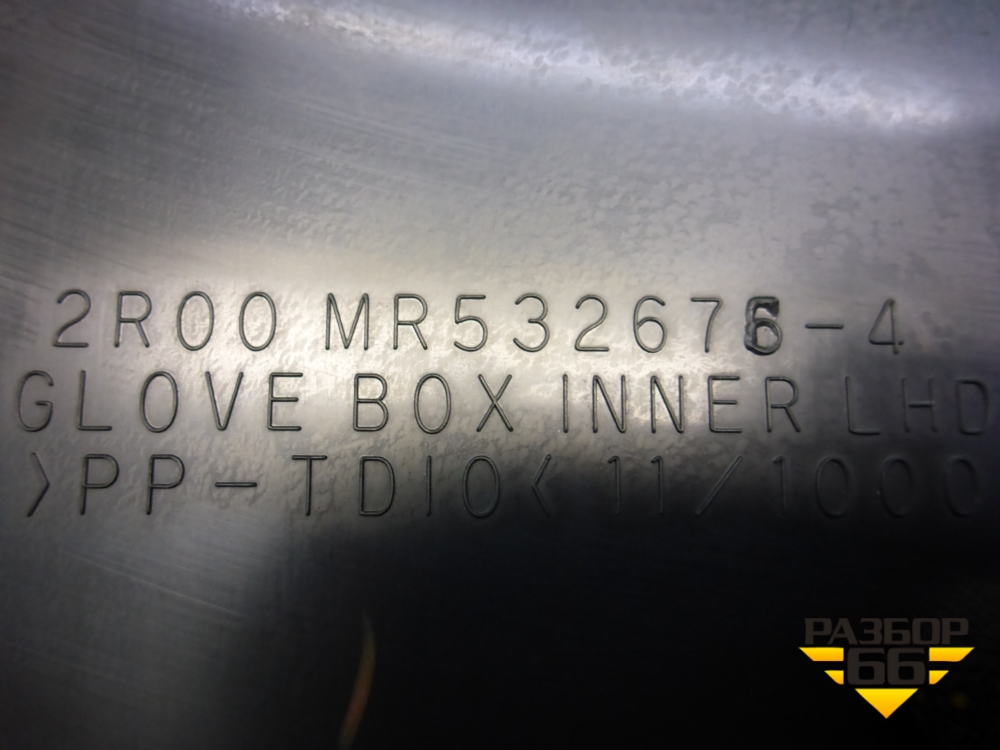 2R00 MR532676-4
GLOVE BOX INNER LHD
>PP-TD10< 11/1000
РАЗБОР
66